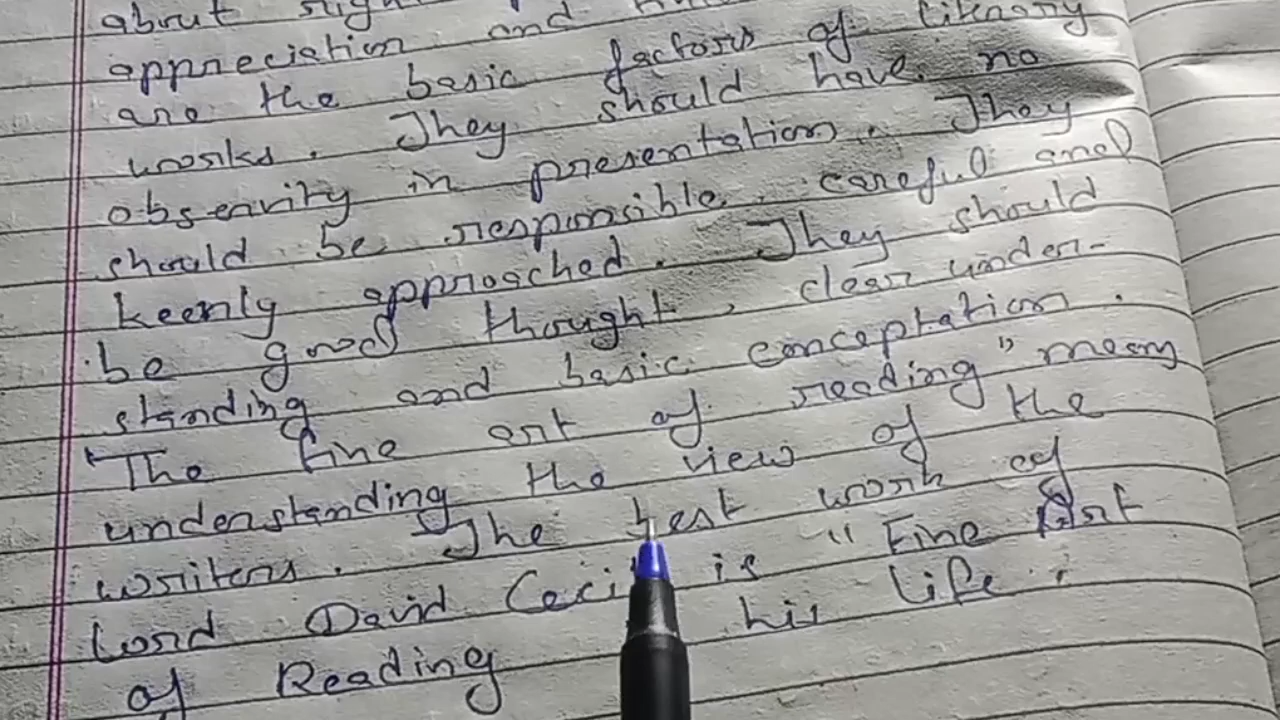 about
appreciation and
are the basic factors of literary
works. They should have no
obserrity in presentation. They
should be responsible. careful and
keenly approached. They should
be good thought, clear under-
standing and basic conceptation.
"The fine art of reading" mean
understanding the view of the
writers. The best work of
Lord David Ceci is "Fine Art
of Reading his life.